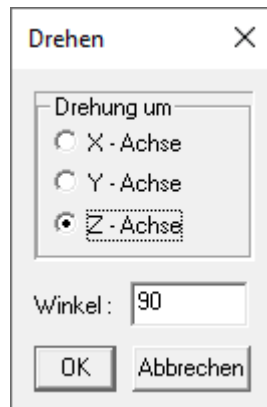 Drehen
Drehung um
X - Achse
Y - Achse
Z - Achse
Winkel : 90
OK Abbrechen